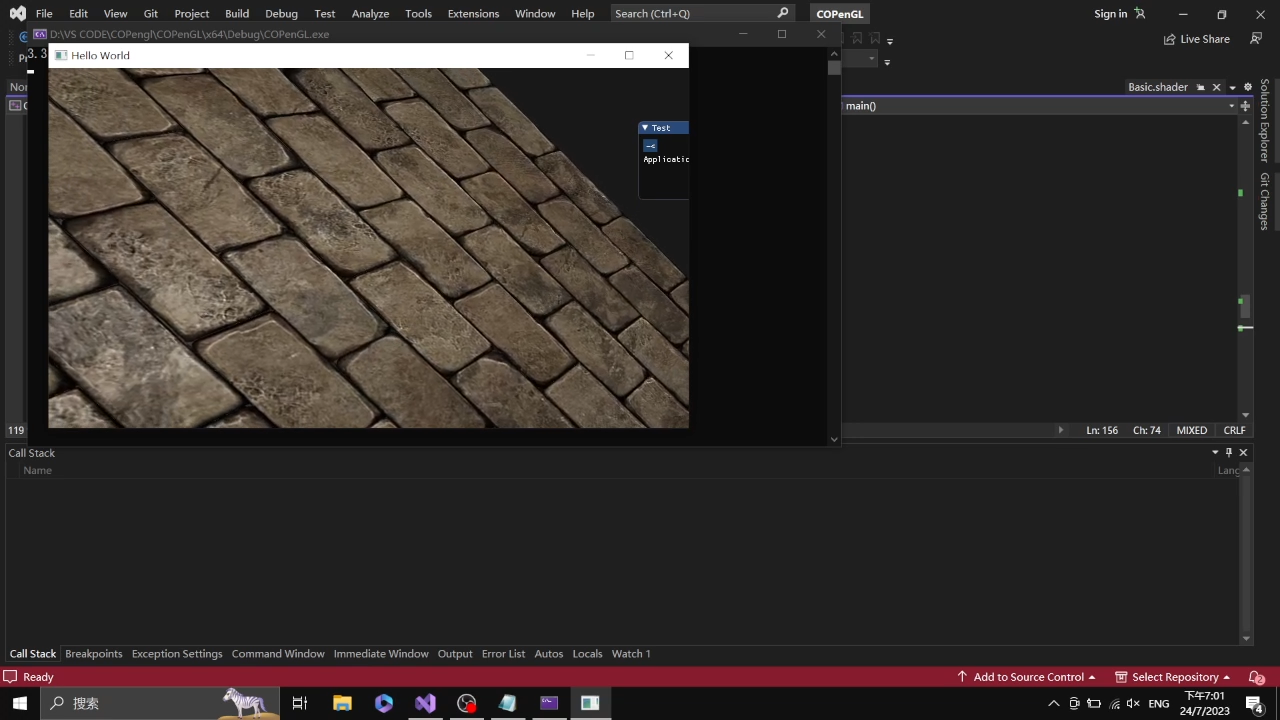 File Edit View Git Project Build Debug Test Analyze Tools Extensions Window Help Search (Ctrl+Q) COPenGL Sign in
D:\VS CODE\COPengl\COPenGL\x64\Debug\COPenGL.exe
Live Share
3.3
Hello World
Basic.shader
main()
Test
-<
Applicatio
Solution Explorer
Git Changes
119
Ln: 156 Ch: 74 MIXED CRLF
Call Stack
Name Lang
Call Stack Breakpoints Exception Settings Command Window Immediate Window Output Error List Autos Locals Watch 1
Ready Add to Source Control Select Repository 2
搜索
ENG
下午7:01
24/7/2023
4